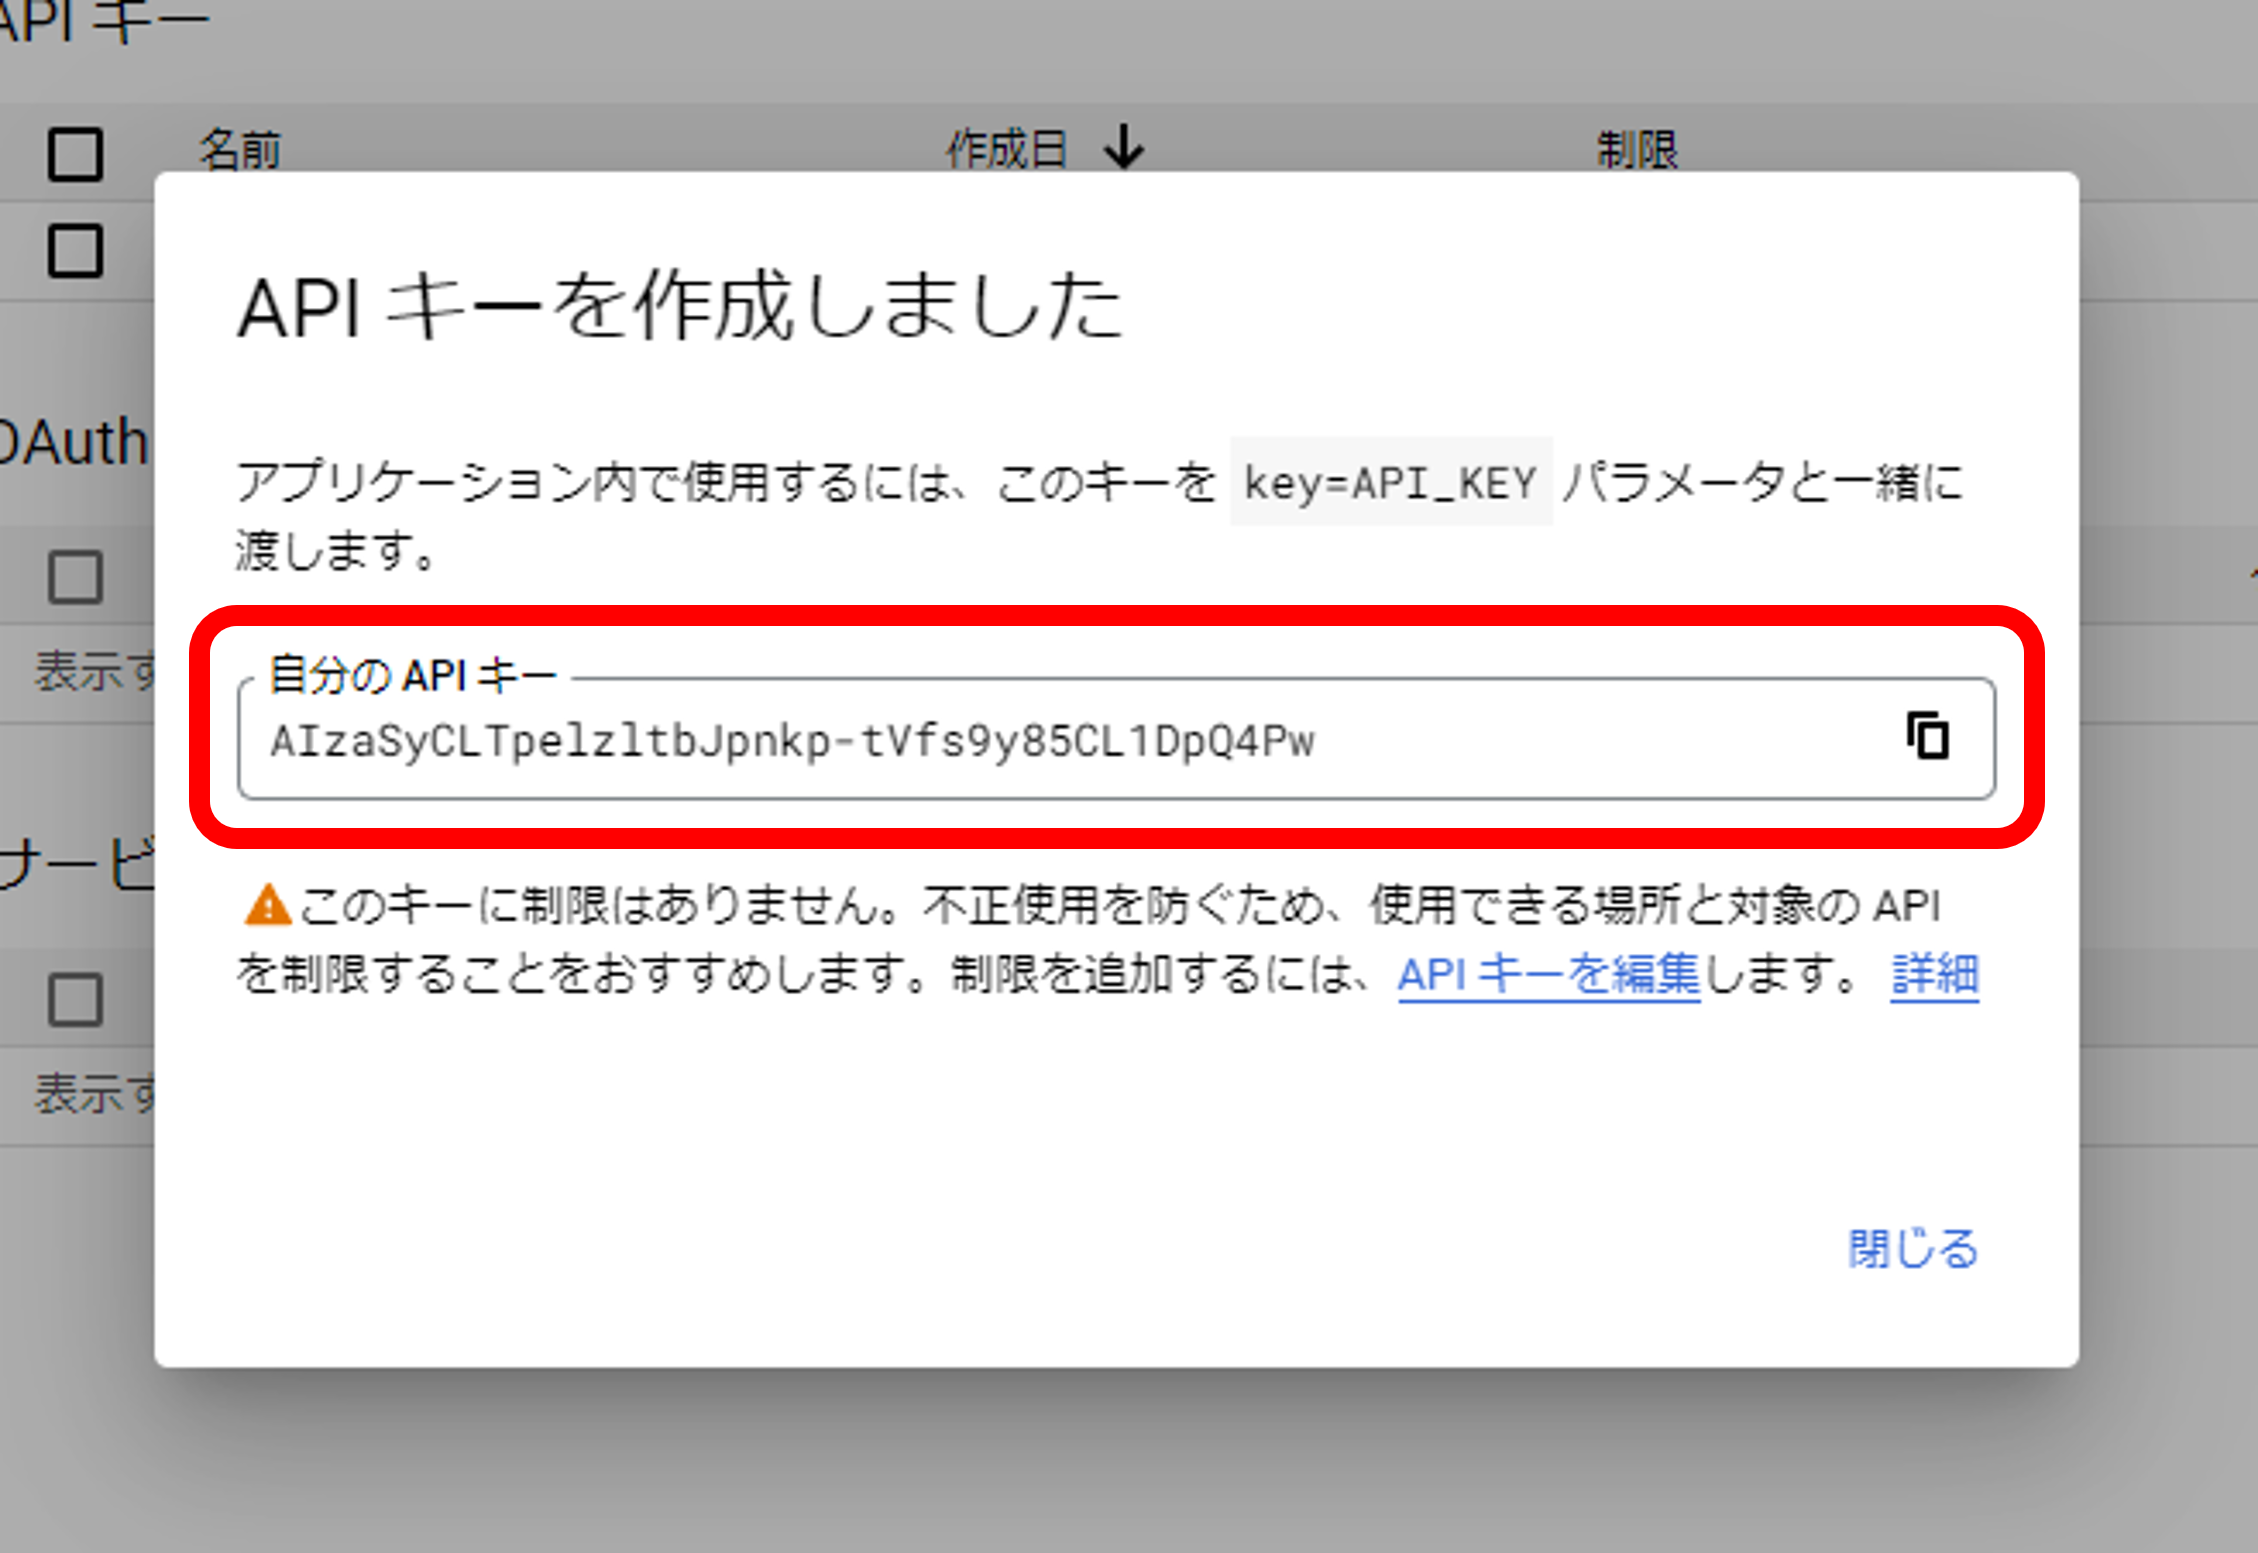 API キー
名前 作成日 制限
API キーを作成しました
アプリケーション内で使用するには、このキーを key=API_KEY パラメータと一緒に
渡します。
OAuth
自分の API キー
表示す
AIzaSyCLTpelzltbJpnkp-tVfs9y85CL1DpQ4Pw
サービ
このキーに制限はありません。不正使用を防ぐため、使用できる場所と対象の API
を制限することをおすすめします。制限を追加するには、API キーを編集します。 詳細
表示す
閉じる